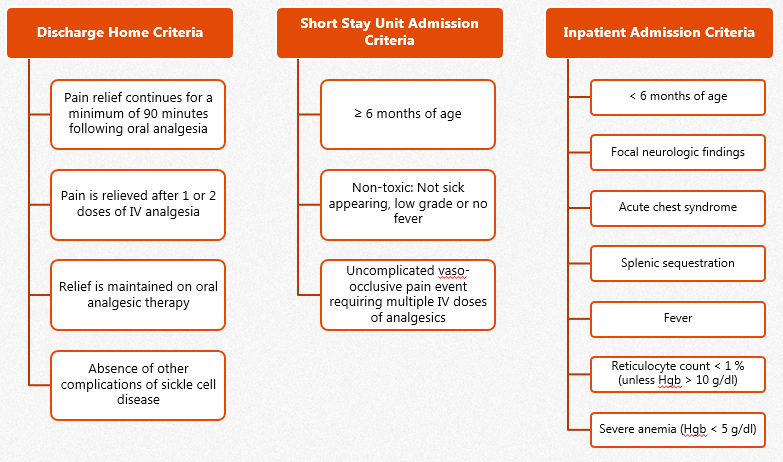 Discharge Home Criteria
Pain relief continues for a
minimum of 90 minutes
following oral analgesia
Pain is relieved after 1 or 2
doses of IV analgesia
Relief is maintained on oral
analgesic therapy
Absence of other
complications of sickle cell
disease
Short Stay Unit Admission
Criteria
≥ 6 months of age
Non-toxic: Not sick
appearing, low grade or no
fever
Uncomplicated vaso-
occlusive pain event
requiring multiple IV doses
of analgesics
Inpatient Admission Criteria
< 6 months of age
Focal neurologic findings
Acute chest syndrome
Splenic sequestration
Fever
Reticulocyte count < 1 %
(unless Hgb > 10 g/dl)
Severe anemia (Hgb < 5 g/dl)